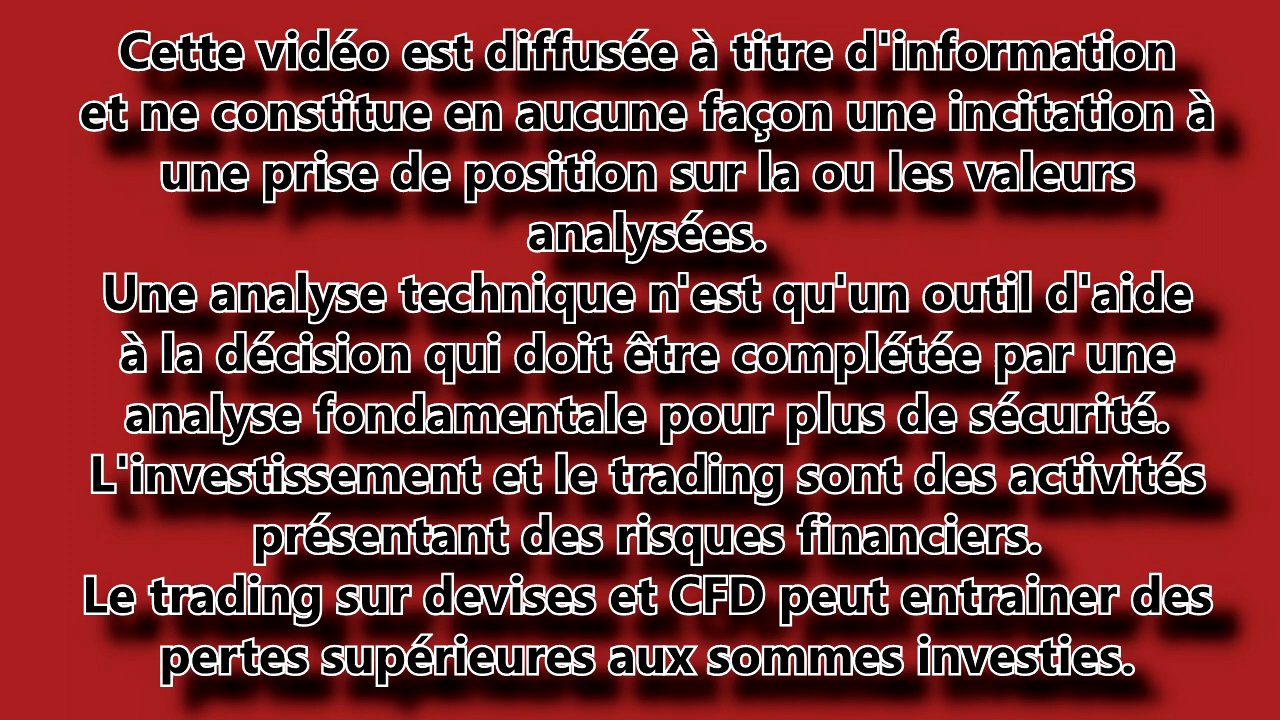 Cette vidéo est diffusée à titre d'information
et ne constitue en aucune façon une incitation à
une prise de position sur la ou les valeurs
analysées.
Une analyse technique n'est qu'un outil d'aide
à la décision qui doit être complétée par une
analyse fondamentale pour plus de sécurité.
L'investissement et le trading sont des activités
présentant des risques financiers.
Le trading sur devises et CFD peut entrainer des
pertes supérieures aux sommes investies.